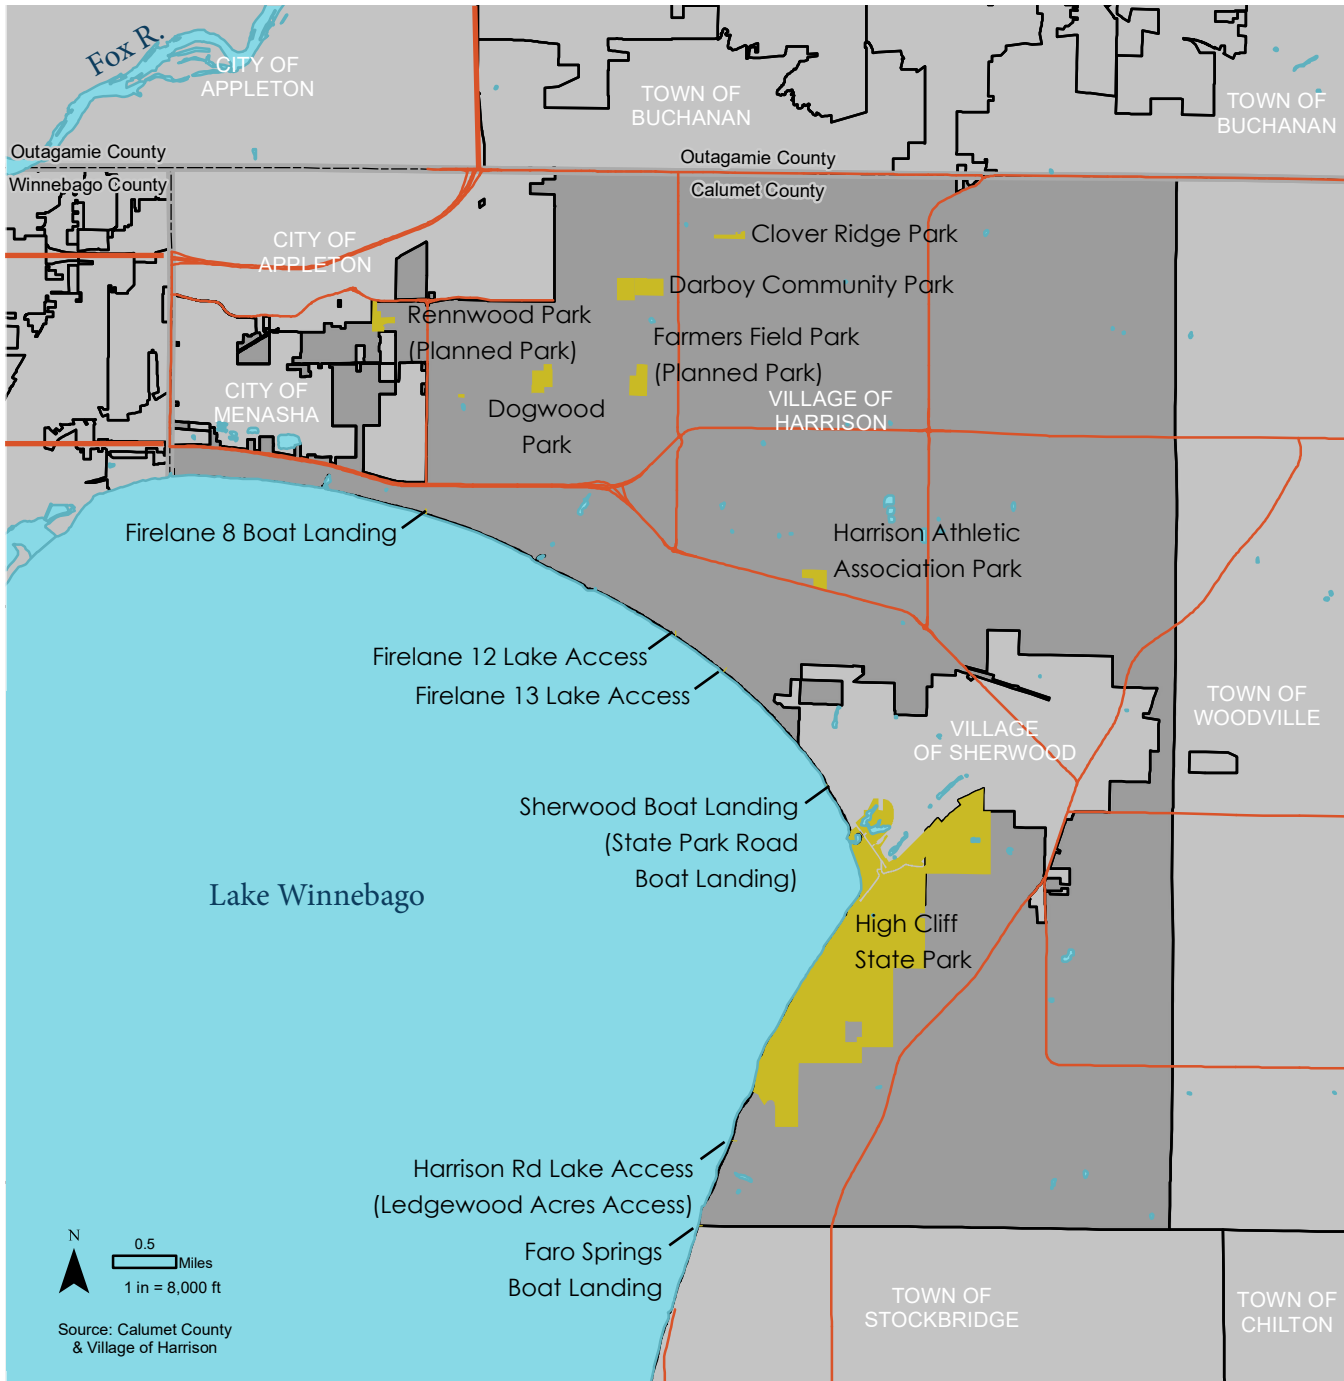 Fox R.
CITY OF
APPLETON
TOWN OF
BUCHANAN
TOWN OF
BUCHANAN
Outagamie County
Winnebago County
Outagamie County
Calumet County
CITY OF
APPLETON
Clover Ridge Park
Darboy Community Park
Rennwood Park
(Planned Park)
Farmers Field Park
(Planned Park)
CITY OF
MENASHA
Dogwood
Park
VILLAGE OF
HARRISON
Firelane 8 Boat Landing
Harrison Athletic
Association Park
Firelane 12 Lake Access
Firelane 13 Lake Access
TOWN OF
WOODVILLE
VILLAGE
OF SHERWOOD
Sherwood Boat Landing
(State Park Road
Boat Landing)
Lake Winnebago
High Cliff
State Park
Harrison Rd Lake Access
(Ledgewood Acres Access)
Faro Springs
Boat Landing
N
0.5
Miles
1 in = 8,000 ft
Source: Calumet County
& Village of Harrison
TOWN OF
STOCKBRIDGE
TOWN OF
CHILTON